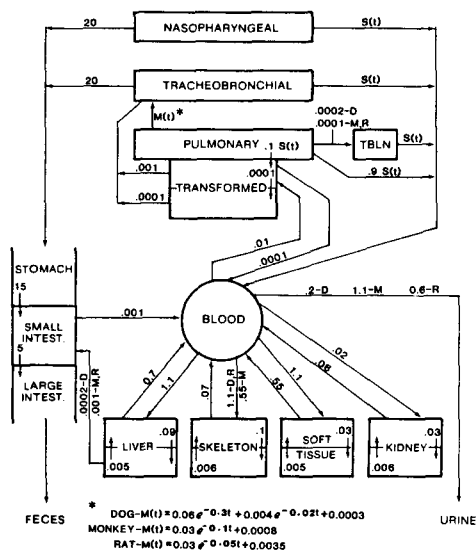 20
NASOPHARYNGEAL
S(t)
20
TRACHEOBRONCHIAL
S(t)
M(t)*
.0002-D
.0001-M,R
PULMONARY
TBLN
S(t)
.1 S(t)
.9 S(t)
.001
.0001
TRANSFORMED
.0001
.01
.0001
STOMACH
15
SMALL
INTEST.
5
LARGE
INTEST.
.001
BLOOD
.2-D 1.1-M 0.6-R
.0002-D
.001-M,R
0.7
1.1
.07
1.1-D,R
.55-M
.55
1.1
.06
.02
.09
LIVER
.005
.1
SKELETON
.006
.03
SOFT
TISSUE
.005
.03
KIDNEY
.006
FECES
URINE
*
DOG-M(t)=0.06e^-0.3t+0.004e^-0.02t+0.0003
MONKEY-M(t)=0.03e^-0.1t+0.0008
RAT-M(t)=0.03e^-0.05t+0.0035